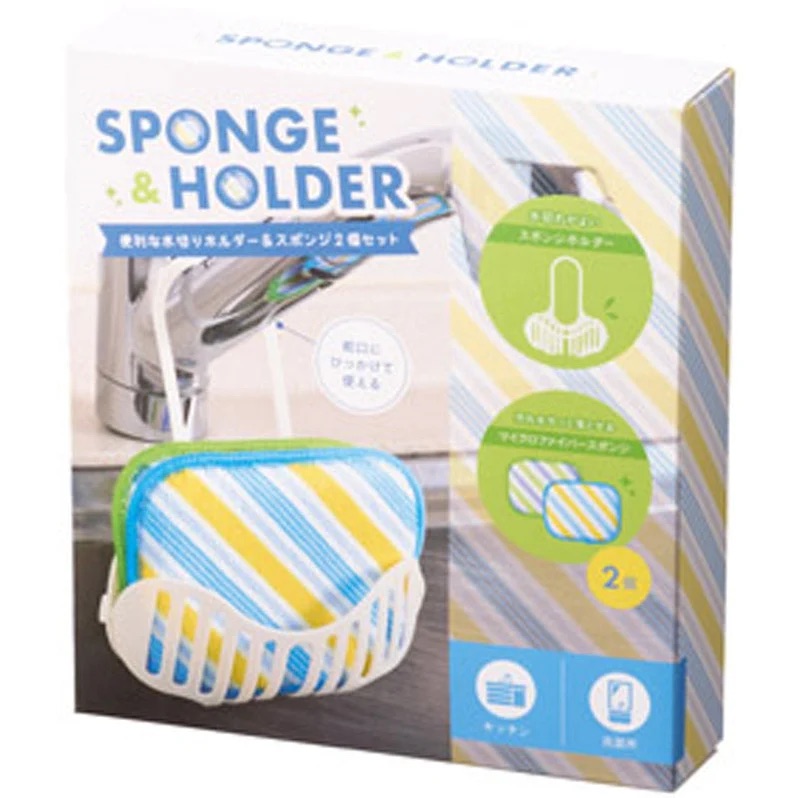 SPONGE & HOLDER
SPONGE
& HOLDER
便利な水切りホルダー&スポンジ2個セット
蛇口に
ひっかけて
使える
水切れがよい
スポンジホルダー
マイクロファイバースポンジ
2個
キッチン
洗面所